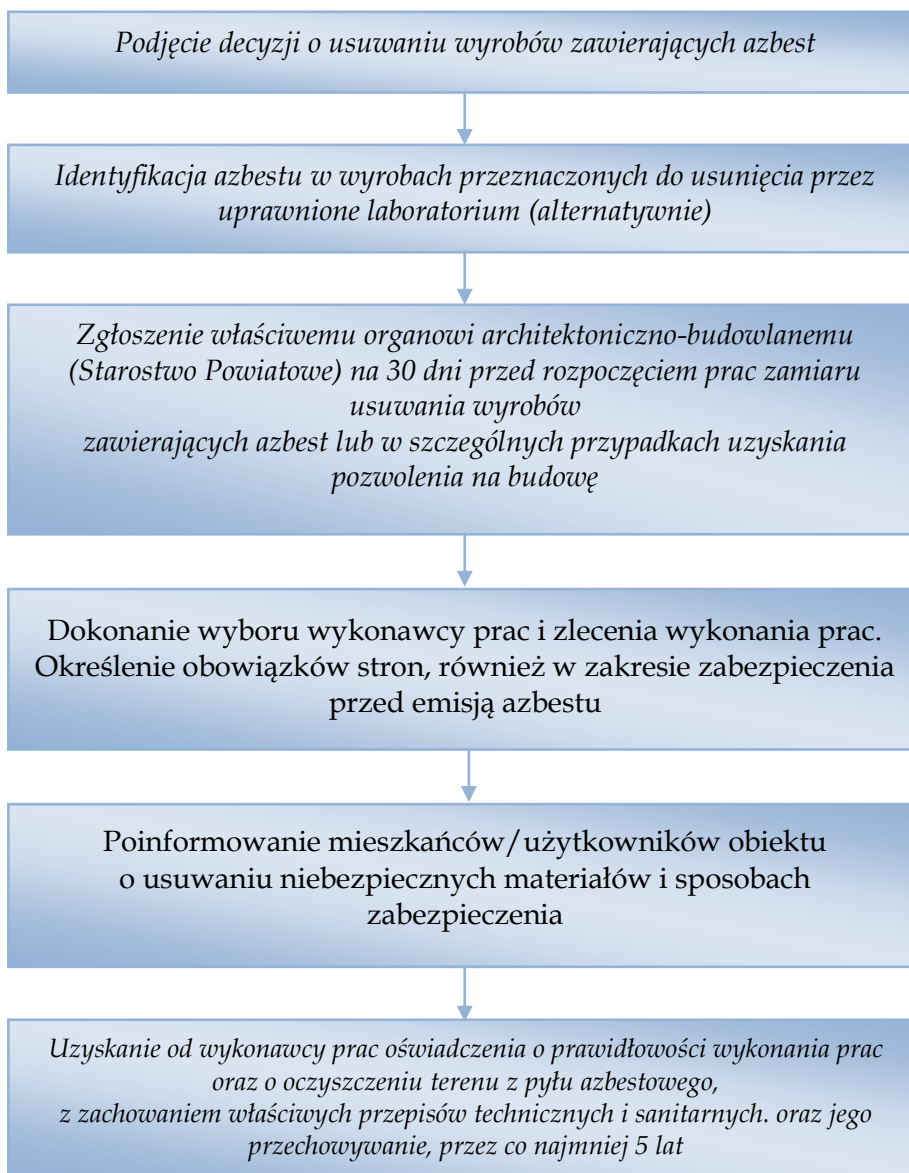 Podjęcie decyzji o usuwaniu wyrobów zawierających azbest
Identyfikacja azbestu w wyrobach przeznaczonych do usunięcia przez
uprawnione laboratorium (alternatywnie)
Zgłoszenie właściwemu organowi architektoniczno-budowlanemu
(Starostwo Powiatowe) na 30 dni przed rozpoczęciem prac zamiaru
usuwania wyrobów
zawierających azbest lub w szczególnych przypadkach uzyskania
pozwolenia na budowę
Dokonanie wyboru wykonawcy prac i zlecenia wykonania prac.
Określenie obowiązków stron, również w zakresie zabezpieczenia
przed emisją azbestu
Poinformowanie mieszkańców/użytkowników obiektu
o usuwaniu niebezpiecznych materiałów i sposobach
zabezpieczenia
Uzyskanie od wykonawcy prac oświadczenia o prawidłowości wykonania prac
oraz o oczyszczeniu terenu z pyłu azbestowego,
z zachowaniem właściwych przepisów technicznych i sanitarnych. oraz jego
przechowywanie, przez co najmniej 5 lat